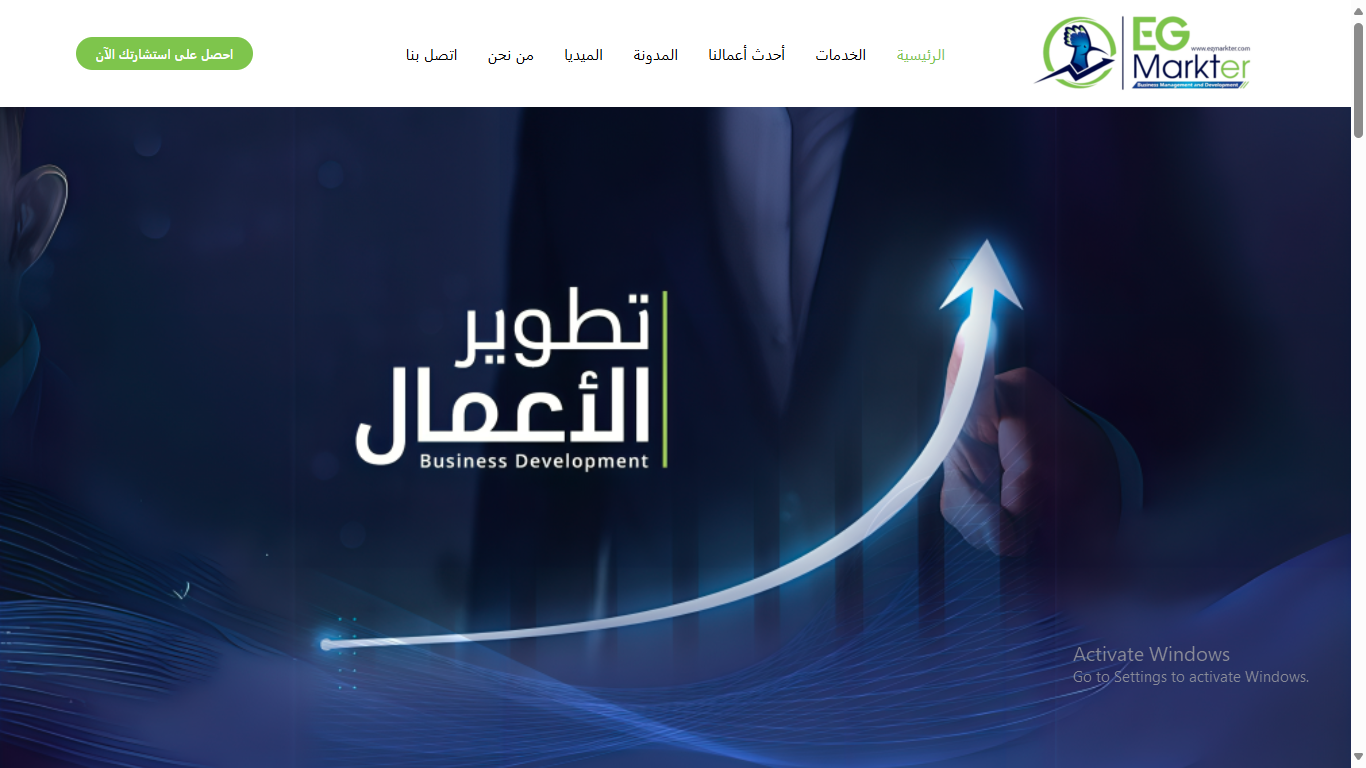 EG
www.egmarkter.com
Markter
Business Management and Development
الرئيسية
الخدمات
أحدث أعمالنا
المدونة
الميديا
من نحن
اتصل بنا
احصل على استشارتك الآن
تطوير
الأعمال
Business Development
Activate Windows
Go to Settings to activate Windows.